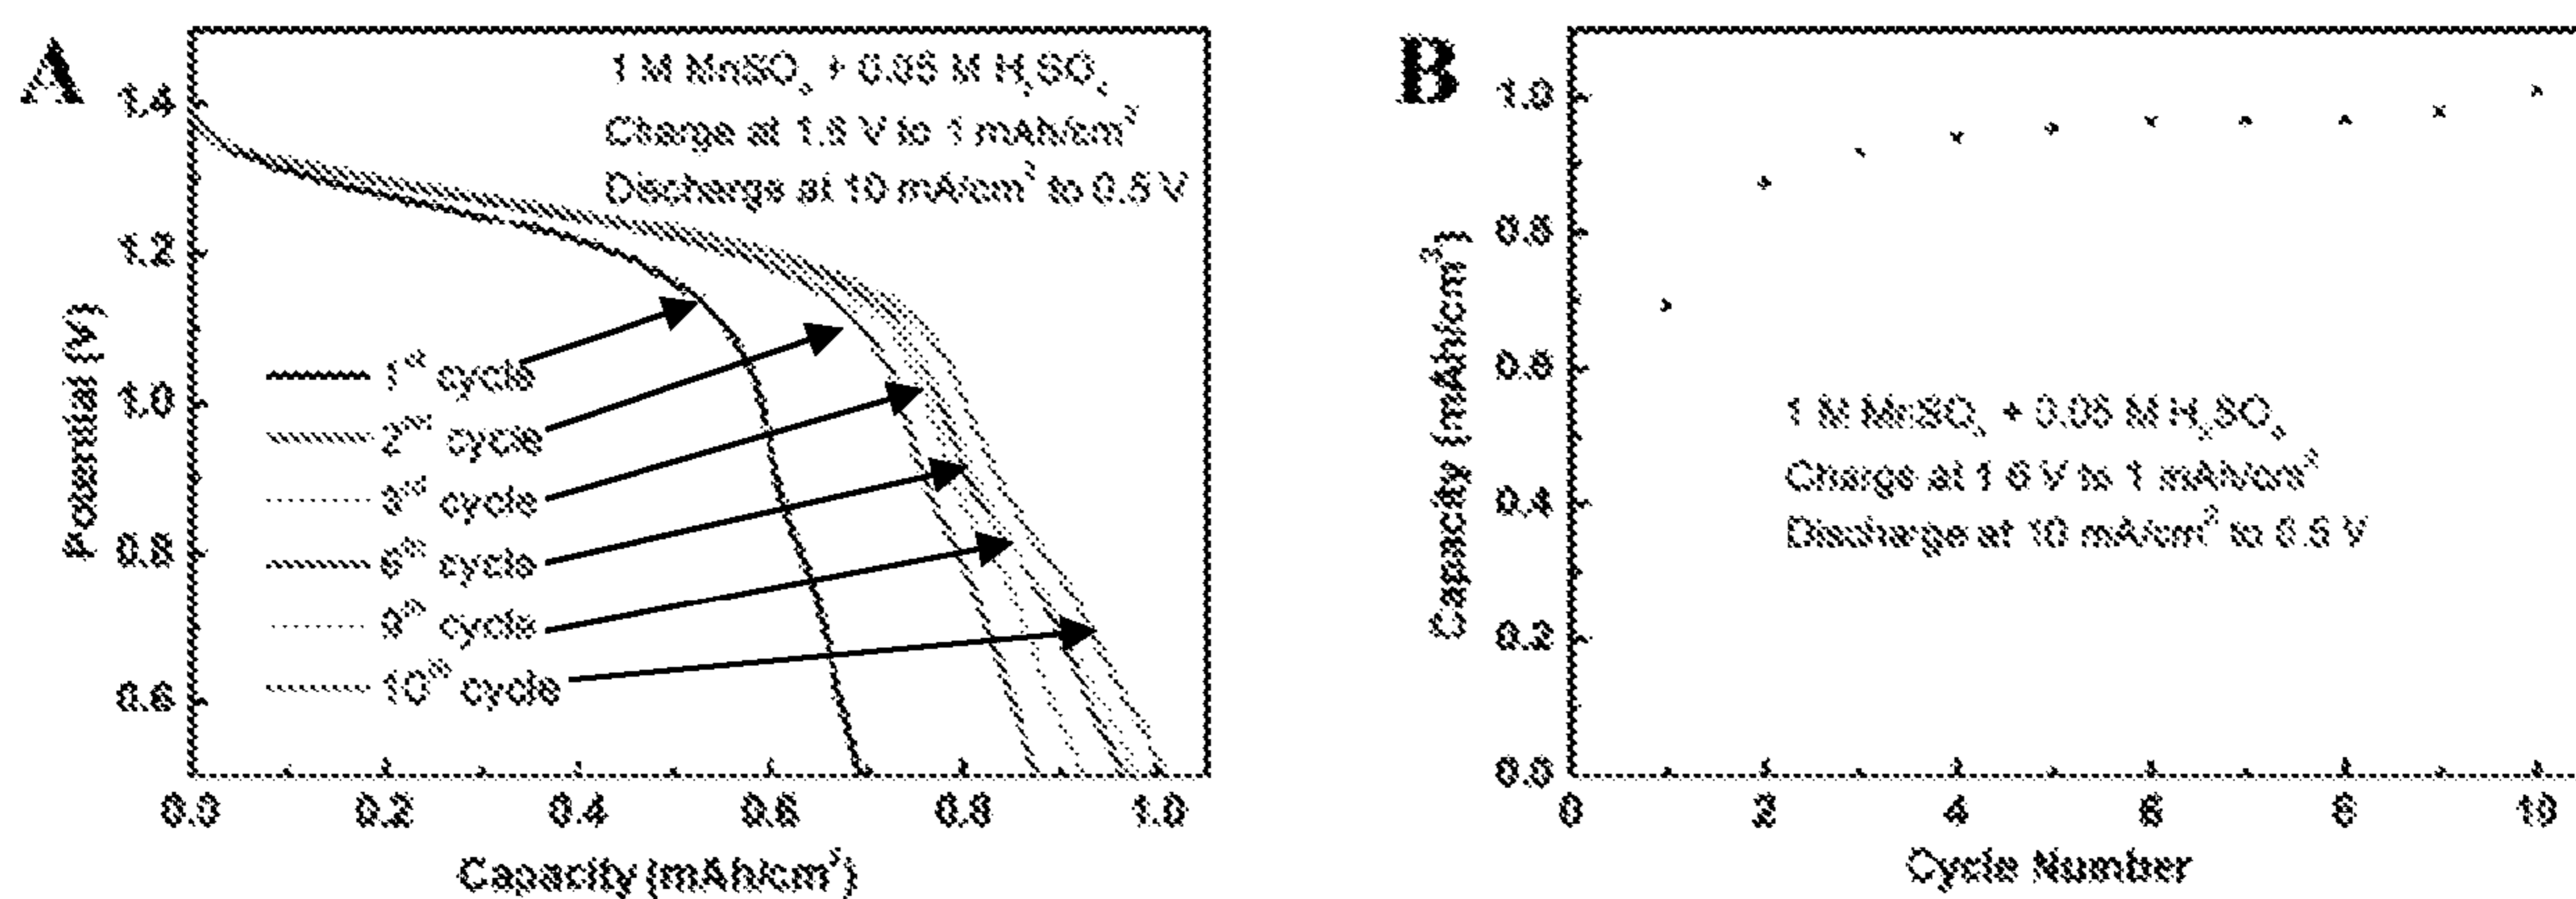 A
1 M MnSO4 + 0.05 M H2SO4
Charge at 1.6 V to 1 mAh/cm2
Discharge at 10 mA/cm2 to 0.5 V
1.4
1.2
1.0
0.8
0.6
Potential (V)
1st cycle
2nd cycle
3rd cycle
6th cycle
9th cycle
10th cycle
0.0 0.2 0.4 0.6 0.8 1.0
Capacity (mAh/cm2)
B
1.0
0.8
0.6
0.4
0.2
0.0
Capacity (mAh/cm3)
1 M MnSO4 + 0.05 M H2SO4
Charge at 1.6 V to 1 mAh/cm2
Discharge at 10 mA/cm2 to 0.5 V
0 2 4 6 8 10
Cycle Number